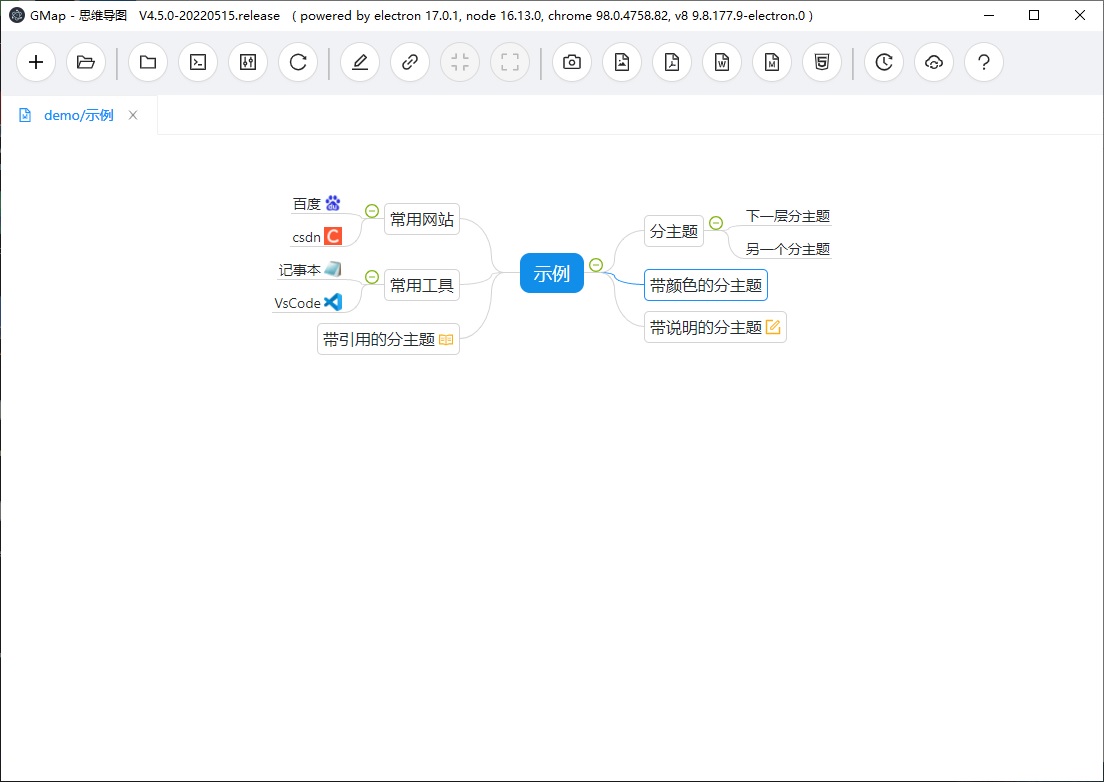 GMap - 思维导图 V4.5.0-20220515.release ( powered by electron 17.0.1, node 16.13.0, chrome 98.0.4758.82, v8 9.8.177.9-electron.0 )
demo/示例
百度
csdn
常用网站
记事本
VsCode
常用工具
带引用的分主题
示例
分主题
下一层分主题
另一个分主题
带颜色的分主题
带说明的分主题